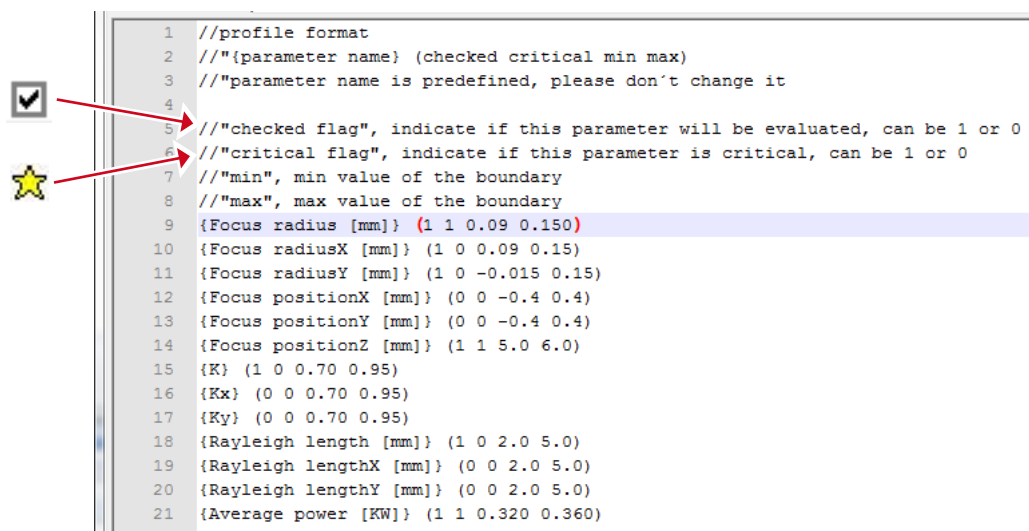 1 //profile format
2 //"{parameter name} (checked critical min max)
3 //"parameter name is predefined, please don´t change it
4
5 //"checked flag", indicate if this parameter will be evaluated, can be 1 or 0
6 //"critical flag", indicate if this parameter is critical, can be 1 or 0
7 //"min", min value of the boundary
8 //"max", max value of the boundary
9 {Focus radius [mm]} (1 1 0.09 0.150)
10 {Focus radiusX [mm]} (1 0 0.09 0.15)
11 {Focus radiusY [mm]} (1 0 -0.015 0.15)
12 {Focus positionX [mm]} (0 0 -0.4 0.4)
13 {Focus positionY [mm]} (0 0 -0.4 0.4)
14 {Focus positionZ [mm]} (1 1 5.0 6.0)
15 {K} (1 0 0.70 0.95)
16 {Kx} (0 0 0.70 0.95)
17 {Ky} (0 0 0.70 0.95)
18 {Rayleigh length [mm]} (1 0 2.0 5.0)
19 {Rayleigh lengthX [mm]} (0 0 2.0 5.0)
20 {Rayleigh lengthY [mm]} (0 0 2.0 5.0)
21 {Average power [KW]} (1 1 0.320 0.360)